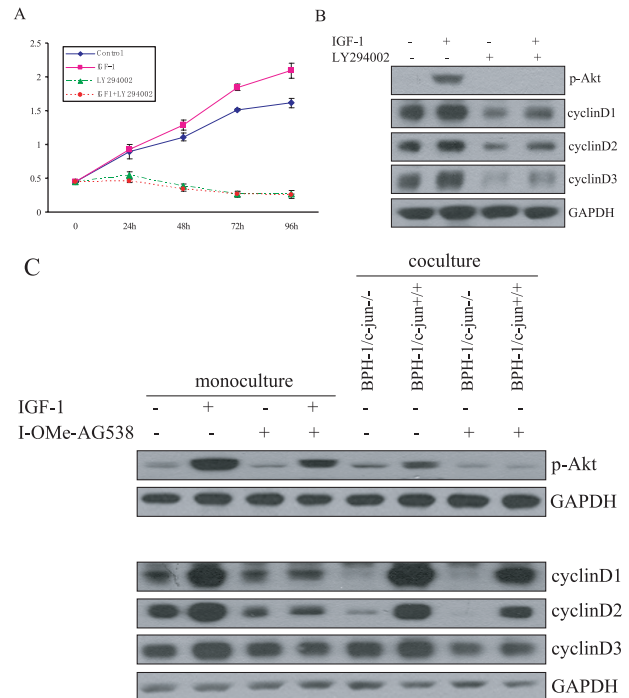 A
2.5
2
1.5
1
0.5
0
0 24h 48h 72h 96h
Control
IGF-1
LY294002
IGF1+LY294002
B
IGF-1 - + - +
LY294002 - - + +
p-Akt
cyclinD1
cyclinD2
cyclinD3
GAPDH
C
coculture
BPH-1/c-jun-/-
BPH-1/c-jun+/+
BPH-1/c-jun-/-
BPH-1/c-jun+/+
monoculture
IGF-1 - + - + - - - -
I-OMe-AG538 - - + + - - + +
p-Akt
GAPDH
cyclinD1
cyclinD2
cyclinD3
GAPDH